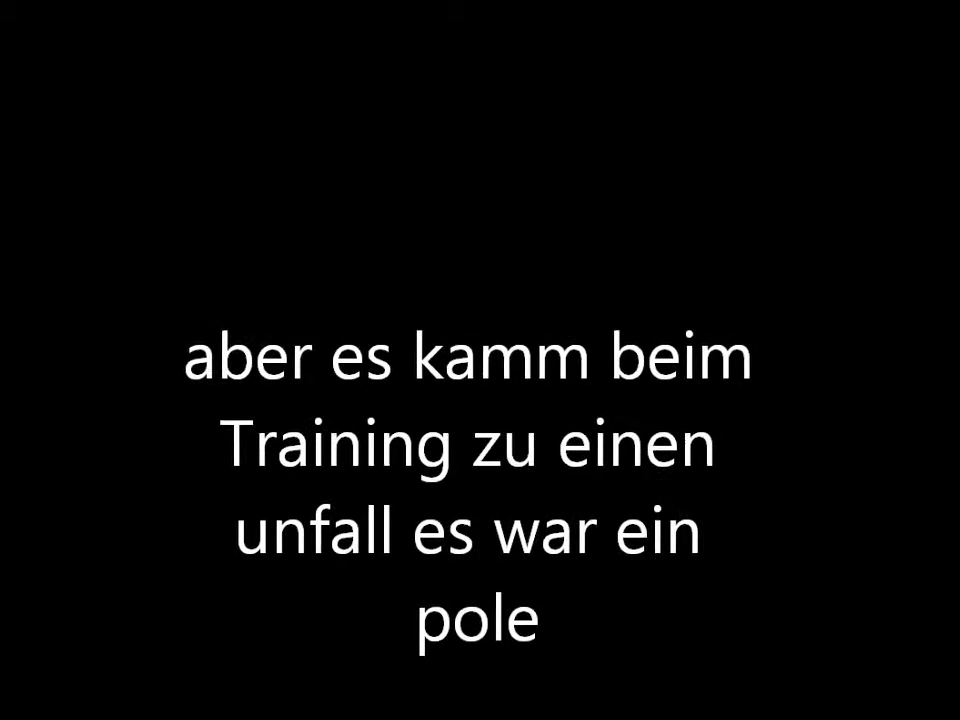 aber es kamm beim
Training zu einen
unfall es war ein
pole